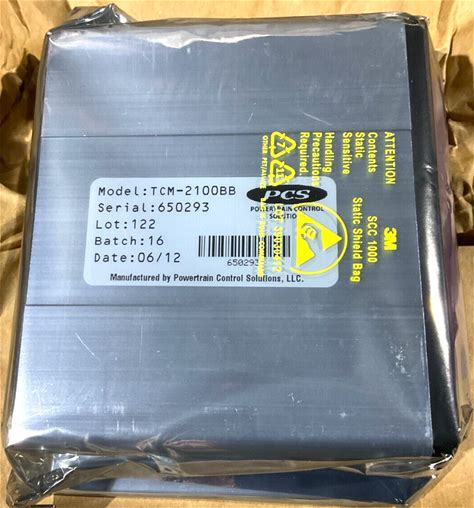 Model:TCM-2100BB
Serial:650293
Lot:122
Batch:16
Date:06/12
PCS
POWERTRAIN CONTROL
SOLUTIONS
650293
Manufactured by Powertrain Control Solutions, LLC.
ATTENTION
Contents
Static
Sensitive
Handling
Precautions
Required.
3M
SCC 1000
Static Shield Bag